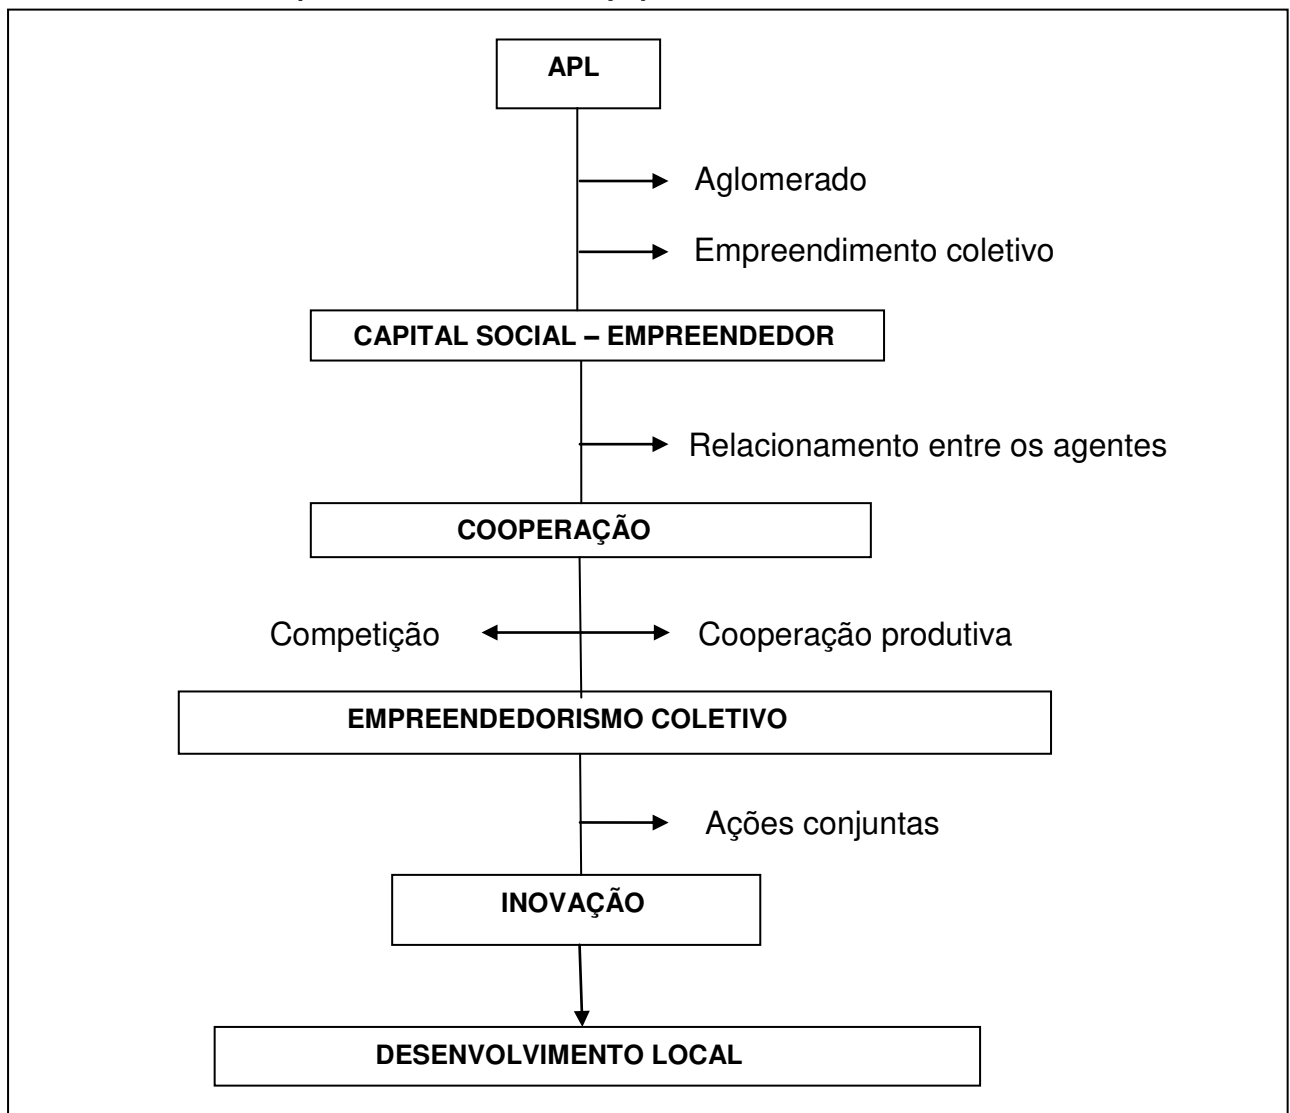 APL
Aglomerado
Empreendimento coletivo
CAPITAL SOCIAL – EMPREENDEDOR
Relacionamento entre os agentes
COOPERAÇÃO
Competição
Cooperação produtiva
EMPREENDEDORISMO COLETIVO
Ações conjuntas
INOVAÇÃO
DESENVOLVIMENTO LOCAL